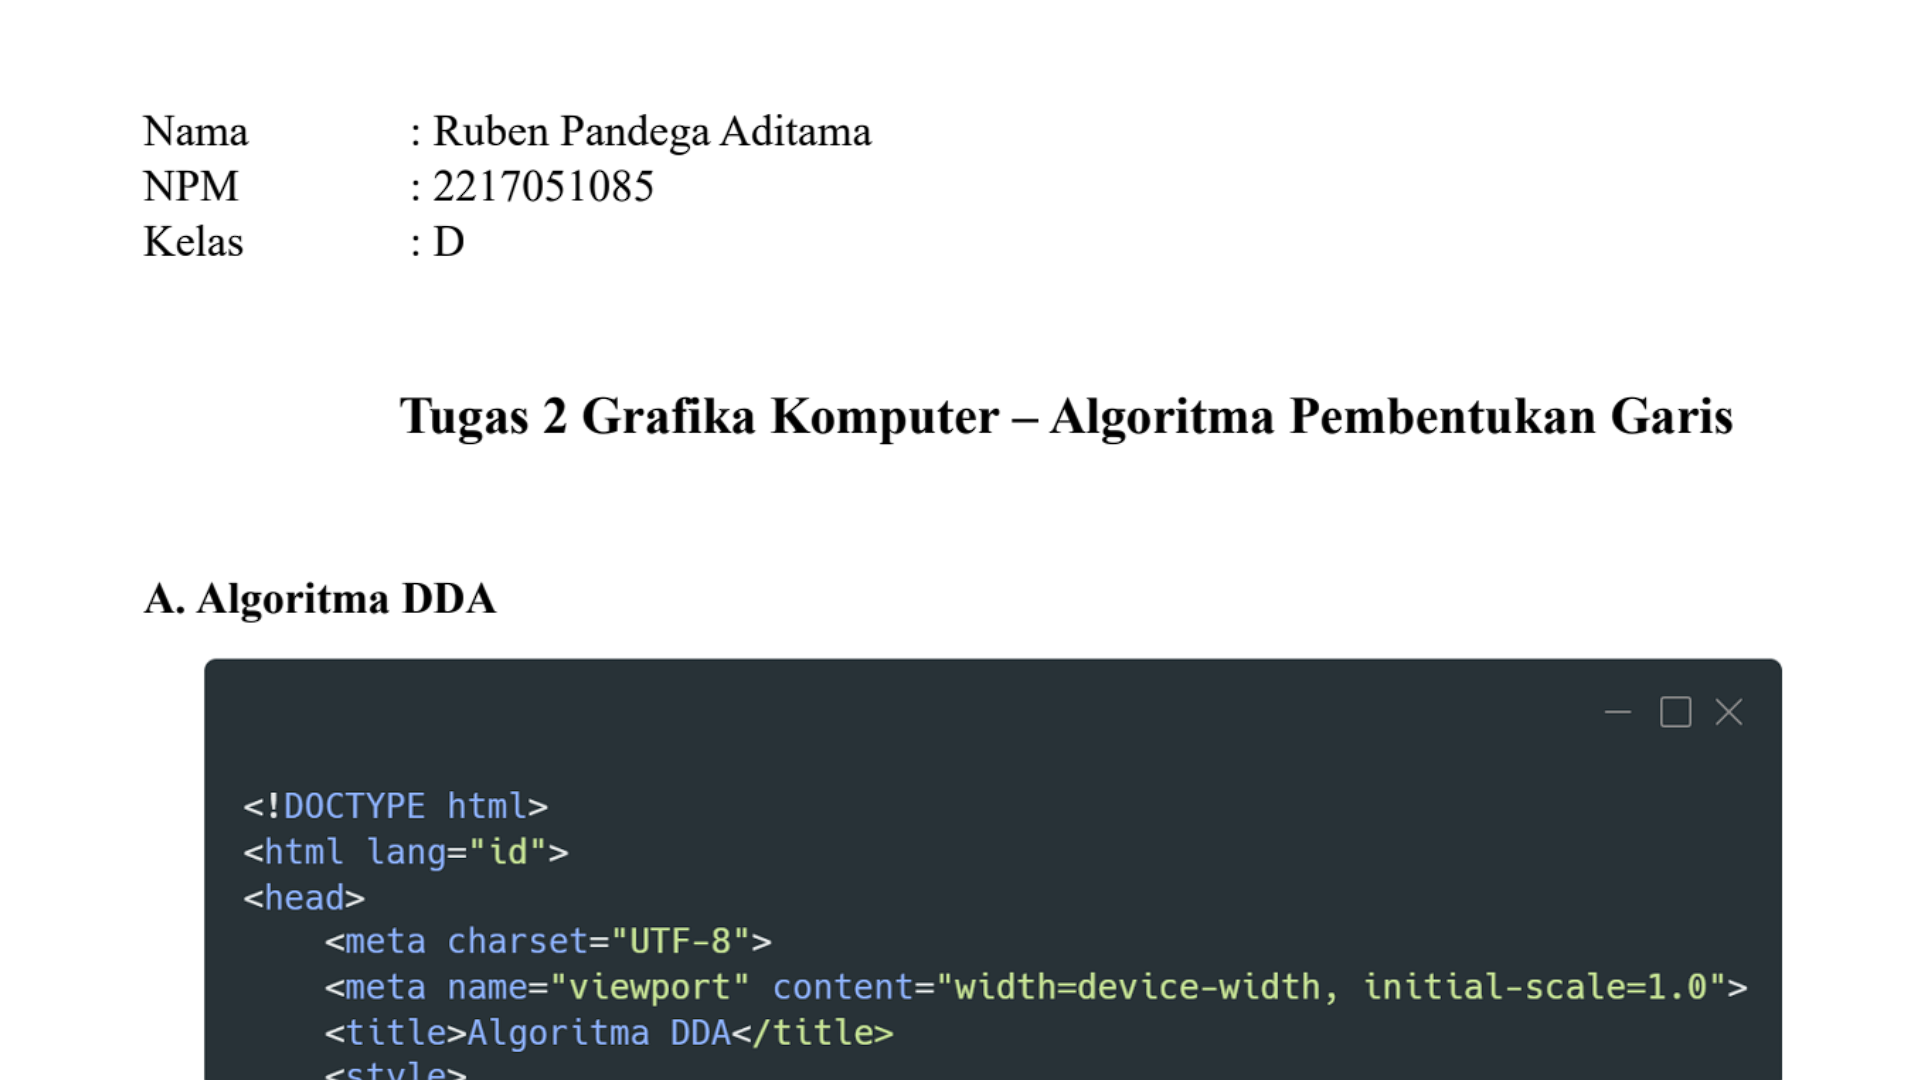 Nama : Ruben Pandega Aditama
NPM : 2217051085
Kelas : D
Tugas 2 Grafika Komputer – Algoritma Pembentukan Garis
A. Algoritma DDA
<!DOCTYPE html>
<html lang="id">
<head>
    <meta charset="UTF-8">
    <meta name="viewport" content="width=device-width, initial-scale=1.0">
    <title>Algoritma DDA</title>
    <style>